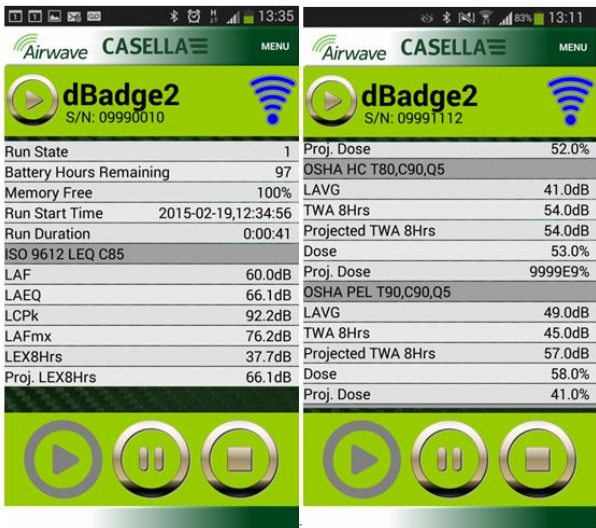 13:35
Airwave CASELLA MENU
dBadge2
S/N: 09990010
Run State 1
Battery Hours Remaining 97
Memory Free 100%
Run Start Time 2015-02-19,12:34:56
Run Duration 0:00:41
ISO 9612 LEQ C85
LAF 60.0dB
LAEQ 66.1dB
LCPk 92.2dB
LAFmx 76.2dB
LEX8Hrs 37.7dB
Proj. LEX8Hrs 66.1dB
83% 13:11
Airwave CASELLA MENU
dBadge2
S/N: 09991112
Proj. Dose 52.0%
OSHA HC T80,C90,Q5
LAVG 41.0dB
TWA 8Hrs 54.0dB
Projected TWA 8Hrs 54.0dB
Dose 53.0%
Proj. Dose 9999E9%
OSHA PEL T90,C90,Q5
LAVG 49.0dB
TWA 8Hrs 45.0dB
Projected TWA 8Hrs 57.0dB
Dose 58.0%
Proj. Dose 41.0%